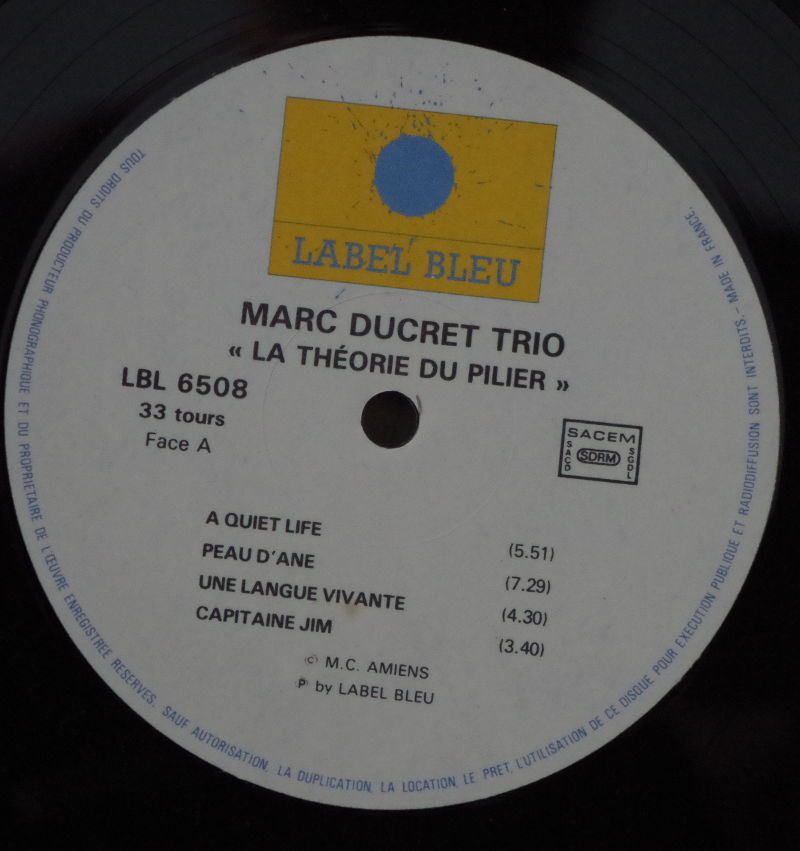 LABEL BLEU
MARC DUCRET TRIO
« LA THÉORIE DU PILIER »
LBL 6508
33 tours
Face A
SACEM
SACD
SDRM
SGDL
A QUIET LIFE (5.51)
PEAU D'ANE (7.29)
UNE LANGUE VIVANTE (4.30)
CAPITAINE JIM (3.40)
© M.C. AMIENS
℗ by LABEL BLEU
TOUS DROITS DU PRODUCTEUR PHONOGRAPHIQUE ET DU PROPRIETAIRE DE L'ŒUVRE ENREGISTREE RESERVES. SAUF AUTORISATION, LA DUPLICATION, LA LOCATION, LE PRET, L'UTILISATION DE CE DISQUE POUR EXECUTION PUBLIQUE ET RADIODIFFUSION SONT INTERDITS. - MADE IN FRANCE.